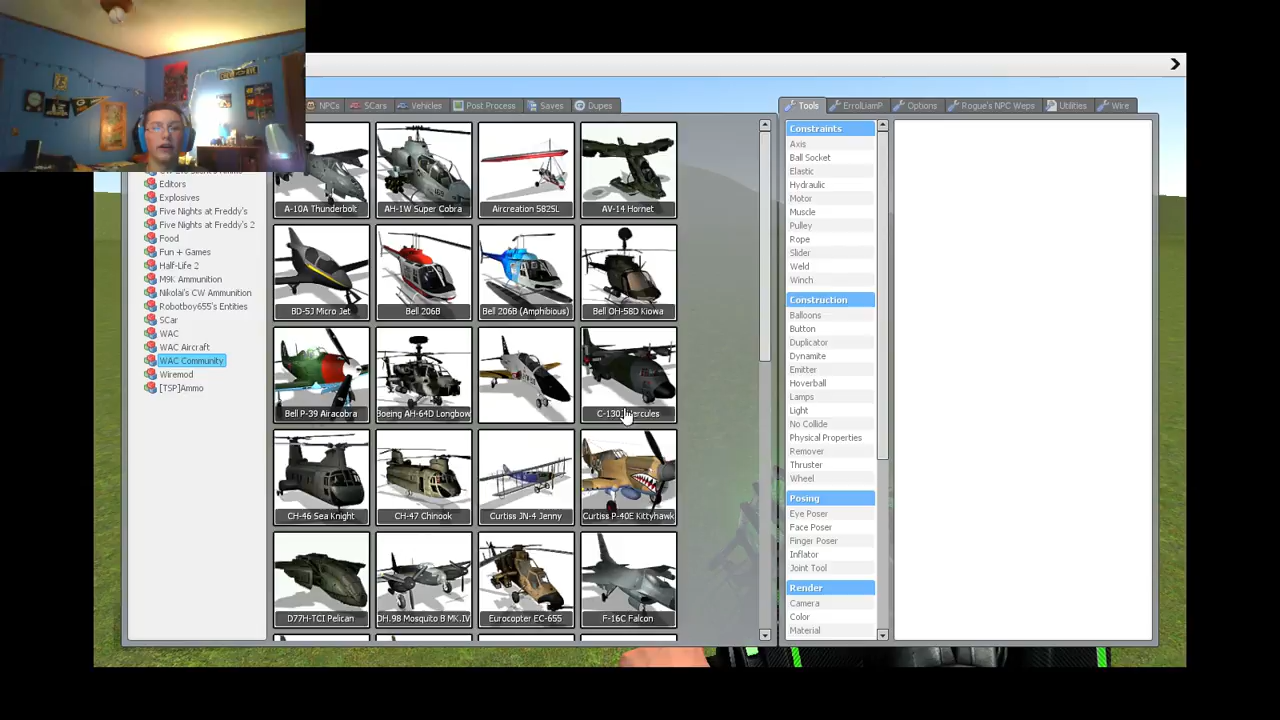 NPCs SCars Vehicles Post Process Saves Dupes
Tools ErrolLiamP Options Rogue's NPC Weps Utilities Wire
Editors
Explosives
Five Nights at Freddy's
Five Nights at Freddy's 2
Food
Fun + Games
Half-Life 2
M9K Ammunition
Nikolai's CW Ammunition
Robotboy655's Entities
SCar
WAC
WAC Aircraft
WAC Community
Wiremod
[TSP]Ammo
A-10A Thunderbolt
AH-1W Super Cobra
Aircreation 582SL
AV-14 Hornet
BD-5J Micro Jet
Bell 206B
Bell 206B (Amphibious)
Bell OH-58D Kiowa
Bell P-39 Airacobra
Boeing AH-64D Longbow
C-130 Hercules
CH-46 Sea Knight
CH-47 Chinook
Curtiss JN-4 Jenny
Curtiss P-40E Kittyhawk
D77H-TCI Pelican
DH.98 Mosquito B MK.IV
Eurocopter EC-655
F-16C Falcon
Constraints
Axis
Ball Socket
Elastic
Hydraulic
Motor
Muscle
Pulley
Rope
Slider
Weld
Winch
Construction
Balloons
Button
Duplicator
Dynamite
Emitter
Hoverball
Lamps
Light
No Collide
Physical Properties
Remover
Thruster
Wheel
Posing
Eye Poser
Face Poser
Finger Poser
Inflator
Joint Tool
Render
Camera
Color
Material